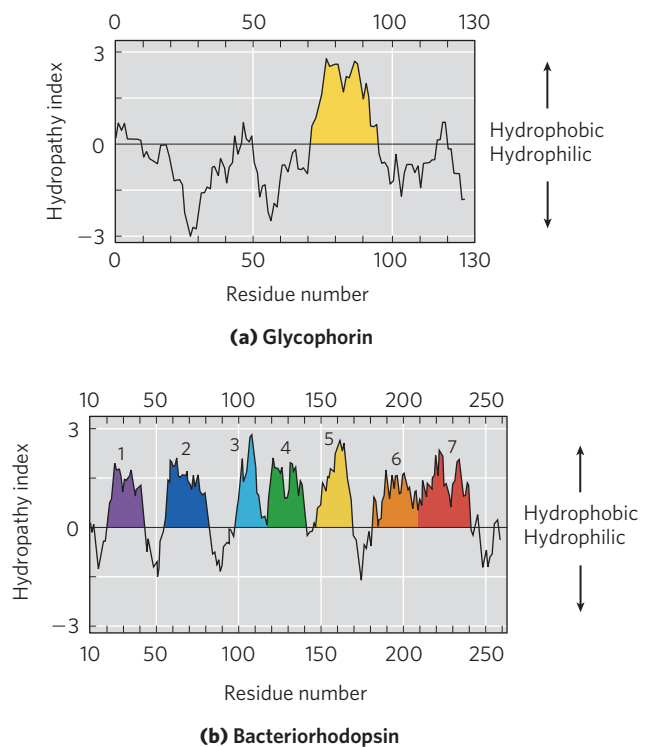 0 50 100 130
3
0
−3
Hydropathy index
Hydrophobic
Hydrophilic
0 50 100 130
Residue number
(a) Glycophorin
10 50 100 150 200 250
3
0
−3
Hydropathy index
1 2 3 4 5 6 7
Hydrophobic
Hydrophilic
10 50 100 150 200 250
Residue number
(b) Bacteriorhodopsin